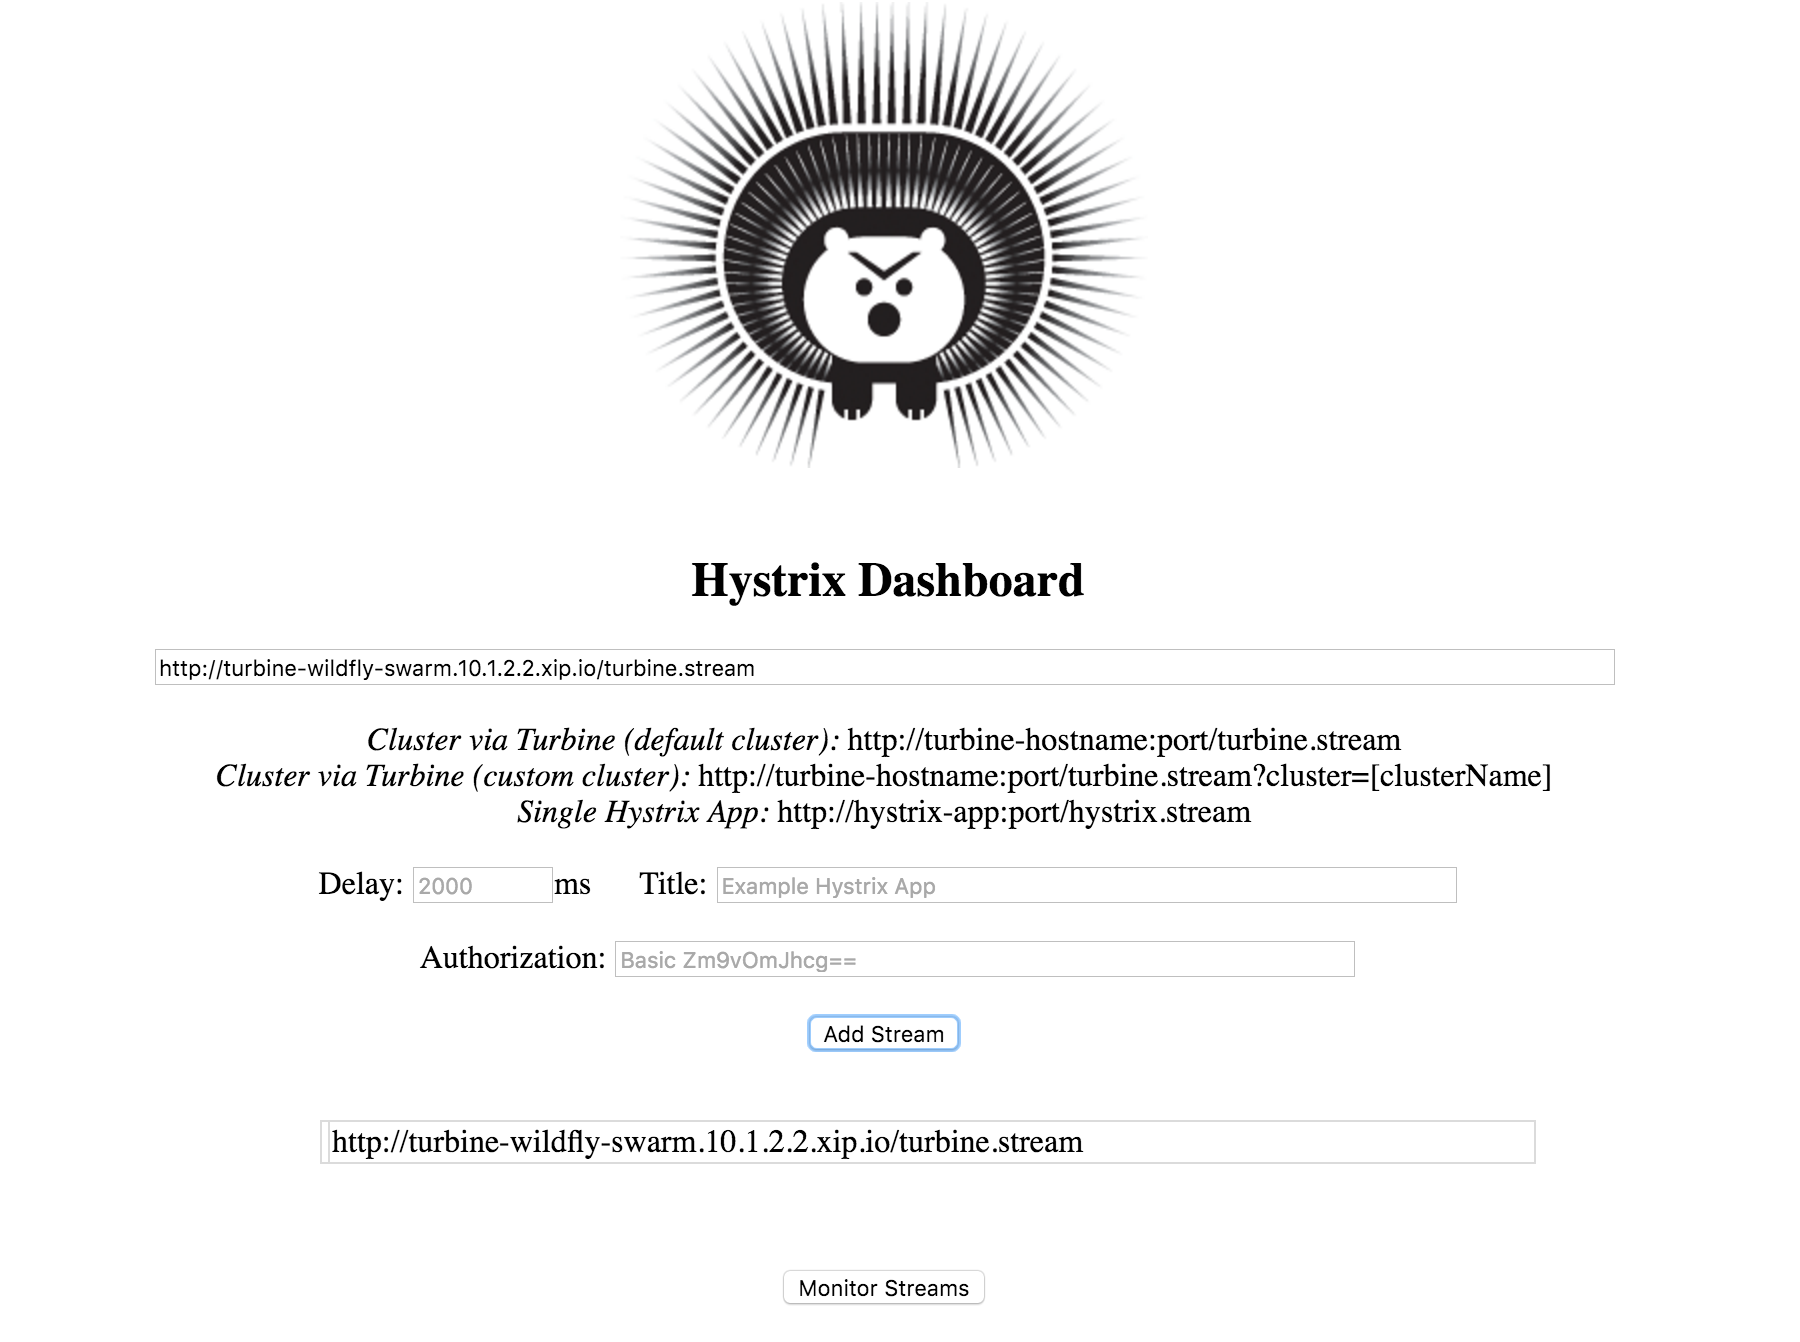 Hystrix Dashboard
http://turbine-wildfly-swarm.10.1.2.2.xip.io/turbine.stream
Cluster via Turbine (default cluster): http://turbine-hostname:port/turbine.stream
Cluster via Turbine (custom cluster): http://turbine-hostname:port/turbine.stream?cluster=[clusterName]
Single Hystrix App: http://hystrix-app:port/hystrix.stream
Delay: 2000 ms Title: Example Hystrix App
Authorization: Basic Zm9vOmJhcg==
Add Stream
http://turbine-wildfly-swarm.10.1.2.2.xip.io/turbine.stream
Monitor Streams